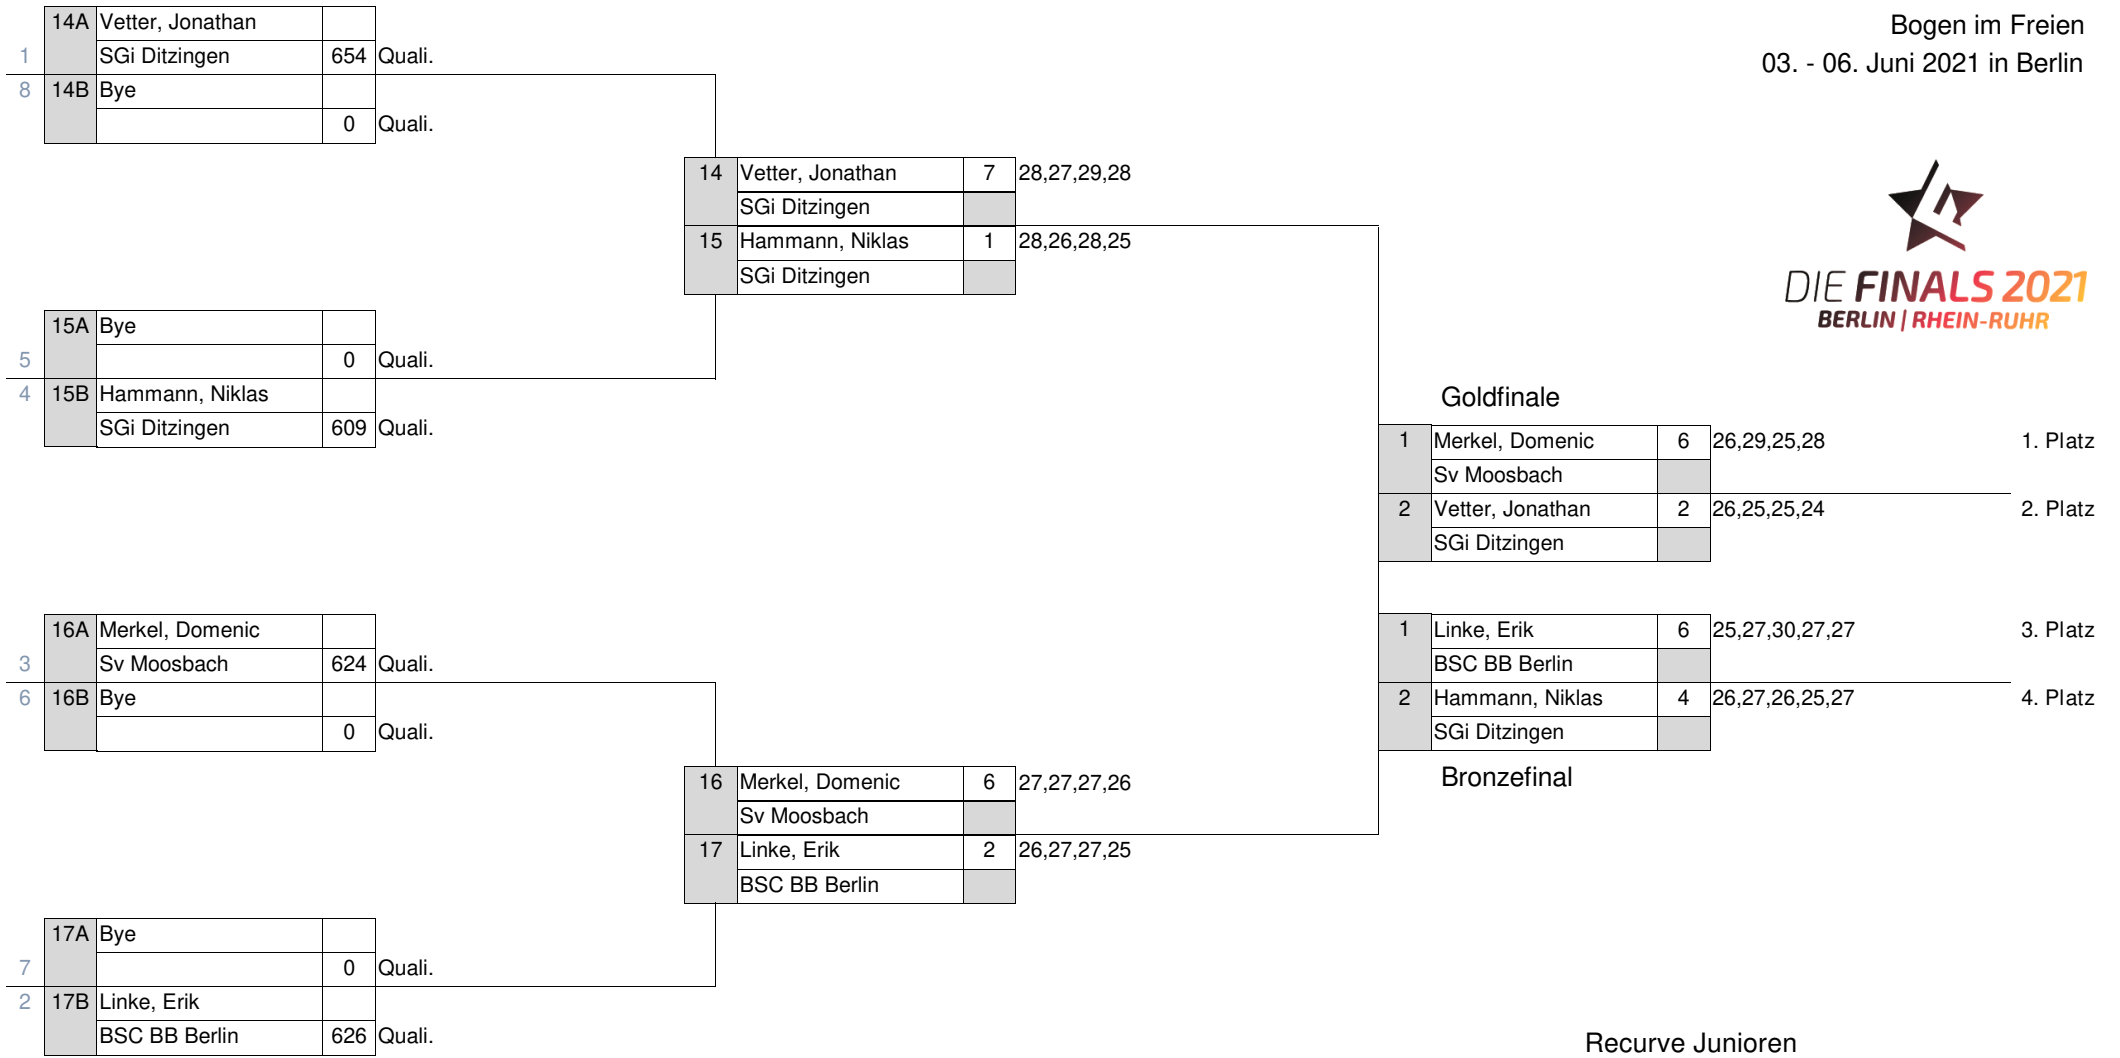 14A Vetter, Jonathan
1 SGi Ditzingen 654 Quali.
8 14B Bye
0 Quali.
Bogen im Freien
03. - 06. Juni 2021 in Berlin
14 Vetter, Jonathan 7 28,27,29,28
SGi Ditzingen
15 Hammann, Niklas 1 28,26,28,25
SGi Ditzingen
DIE FINALS 2021
BERLIN | RHEIN-RUHR
15A Bye
5 0 Quali.
4 15B Hammann, Niklas
SGi Ditzingen 609 Quali.
Goldfinale
1 Merkel, Domenic 6 26,29,25,28 1. Platz
Sv Moosbach
2 Vetter, Jonathan 2 26,25,25,24 2. Platz
SGi Ditzingen
16A Merkel, Domenic
3 Sv Moosbach 624 Quali.
6 16B Bye
0 Quali.
1 Linke, Erik 6 25,27,30,27,27 3. Platz
BSC BB Berlin
2 Hammann, Niklas 4 26,27,26,25,27 4. Platz
SGi Ditzingen
Bronzefinal
16 Merkel, Domenic 6 27,27,27,26
Sv Moosbach
17 Linke, Erik 2 26,27,27,25
BSC BB Berlin
17A Bye
7 0 Quali.
2 17B Linke, Erik
BSC BB Berlin 626 Quali.
Recurve Junioren